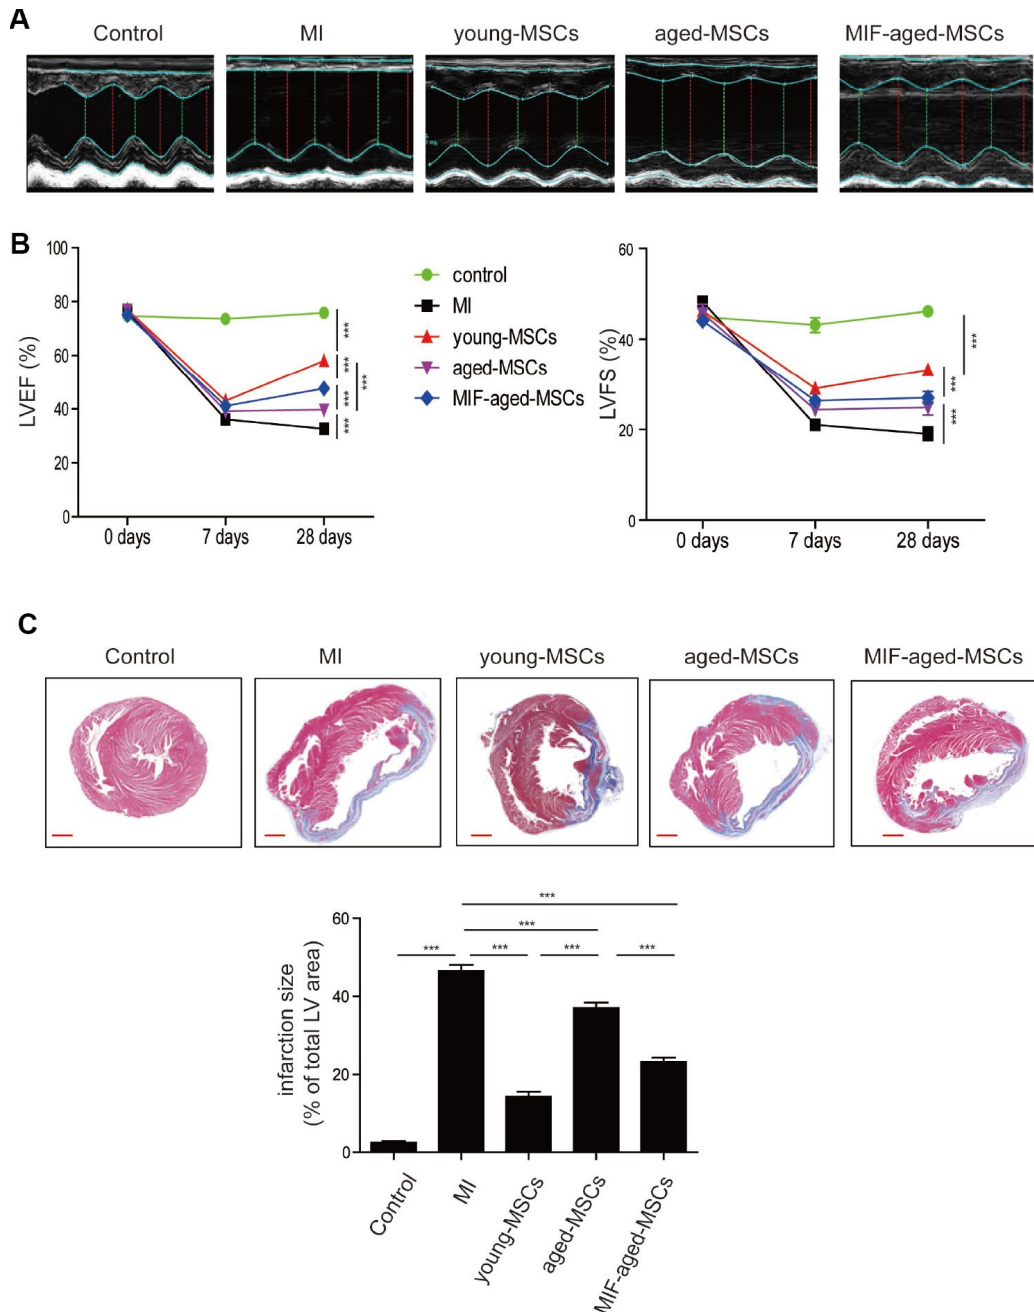 A
Control MI young-MSCs aged-MSCs MIF-aged-MSCs
B
100
80
60
40
20
0
LVEF (%)
0 days 7 days 28 days
***
***
***
***
***
control
MI
young-MSCs
aged-MSCs
MIF-aged-MSCs
60
40
20
0
LVFS (%)
0 days 7 days 28 days
***
***
***
C
Control MI young-MSCs aged-MSCs MIF-aged-MSCs
***
***
*** *** *** ***
60
40
20
0
infarction size
(% of total LV area)
Control MI young-MSCs aged-MSCs MIF-aged-MSCs